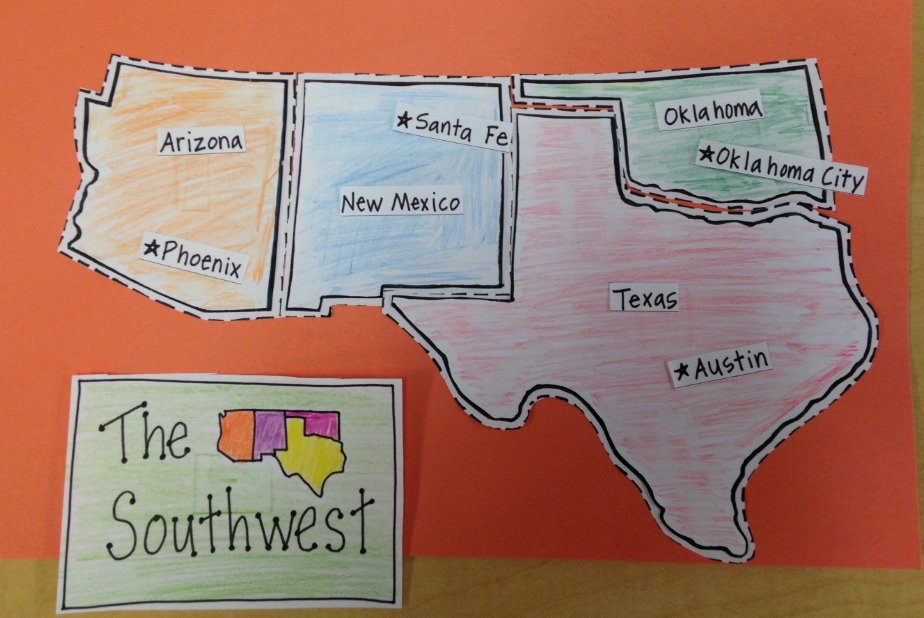 Arizona
★Phoenix
★Santa Fe
New Mexico
Oklahoma
★Oklahoma City
Texas
★Austin
The
Southwest